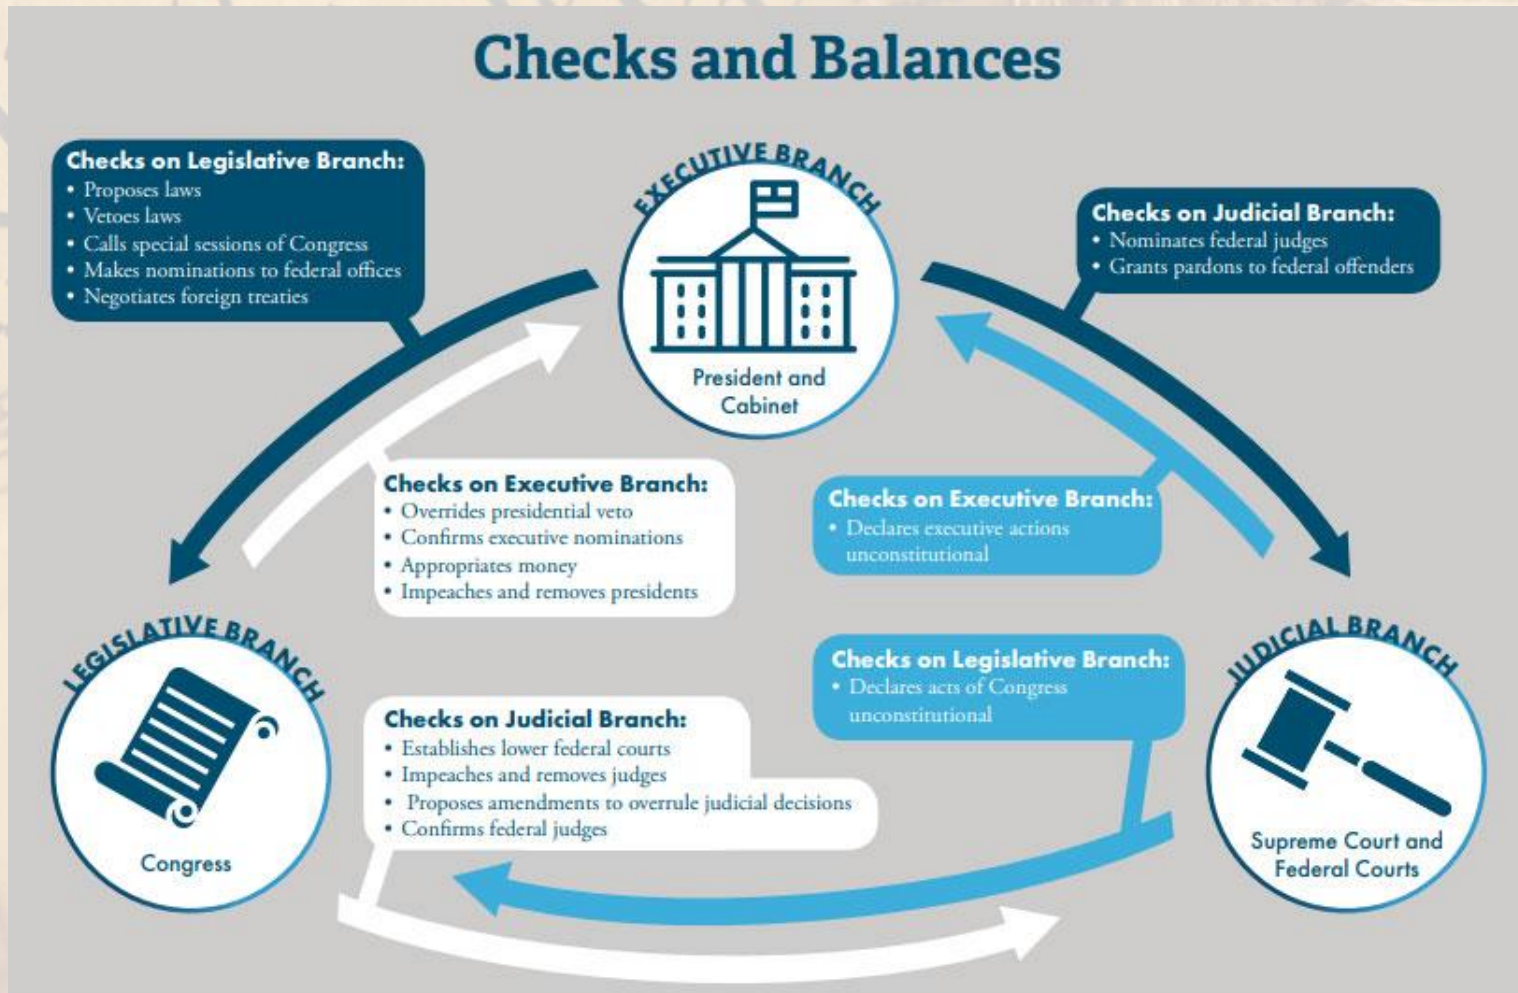 Checks and Balances
Checks on Legislative Branch:
• Proposes laws
• Vetoes laws
• Calls special sessions of Congress
• Makes nominations to federal offices
• Negotiates foreign treaties
EXECUTIVE BRANCH
President and
Cabinet
Checks on Judicial Branch:
• Nominates federal judges
• Grants pardons to federal offenders
Checks on Executive Branch:
• Overrides presidential veto
• Confirms executive nominations
• Appropriates money
• Impeaches and removes presidents
Checks on Executive Branch:
• Declares executive actions
unconstitutional
LEGISLATIVE BRANCH
Congress
Checks on Judicial Branch:
• Establishes lower federal courts
• Impeaches and removes judges
• Proposes amendments to overrule judicial decisions
• Confirms federal judges
Checks on Legislative Branch:
• Declares acts of Congress
unconstitutional
JUDICIAL BRANCH
Supreme Court and
Federal Courts